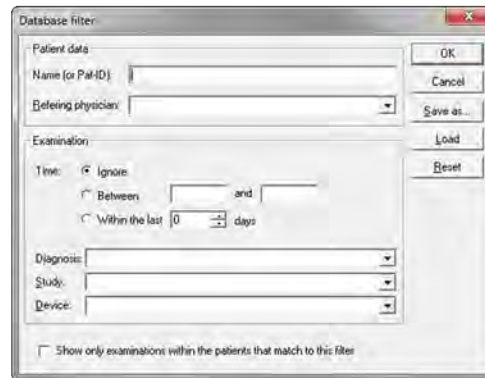 Database filter
Patient data
Name (or Pat-ID):
Refering physician:
OK
Cancel
Save as...
Load
Reset
Examination
Time: Ignore
Between and
Within the last 0 days
Diagnosis:
Study:
Device:
Show only examinations within the patients that match to this filter